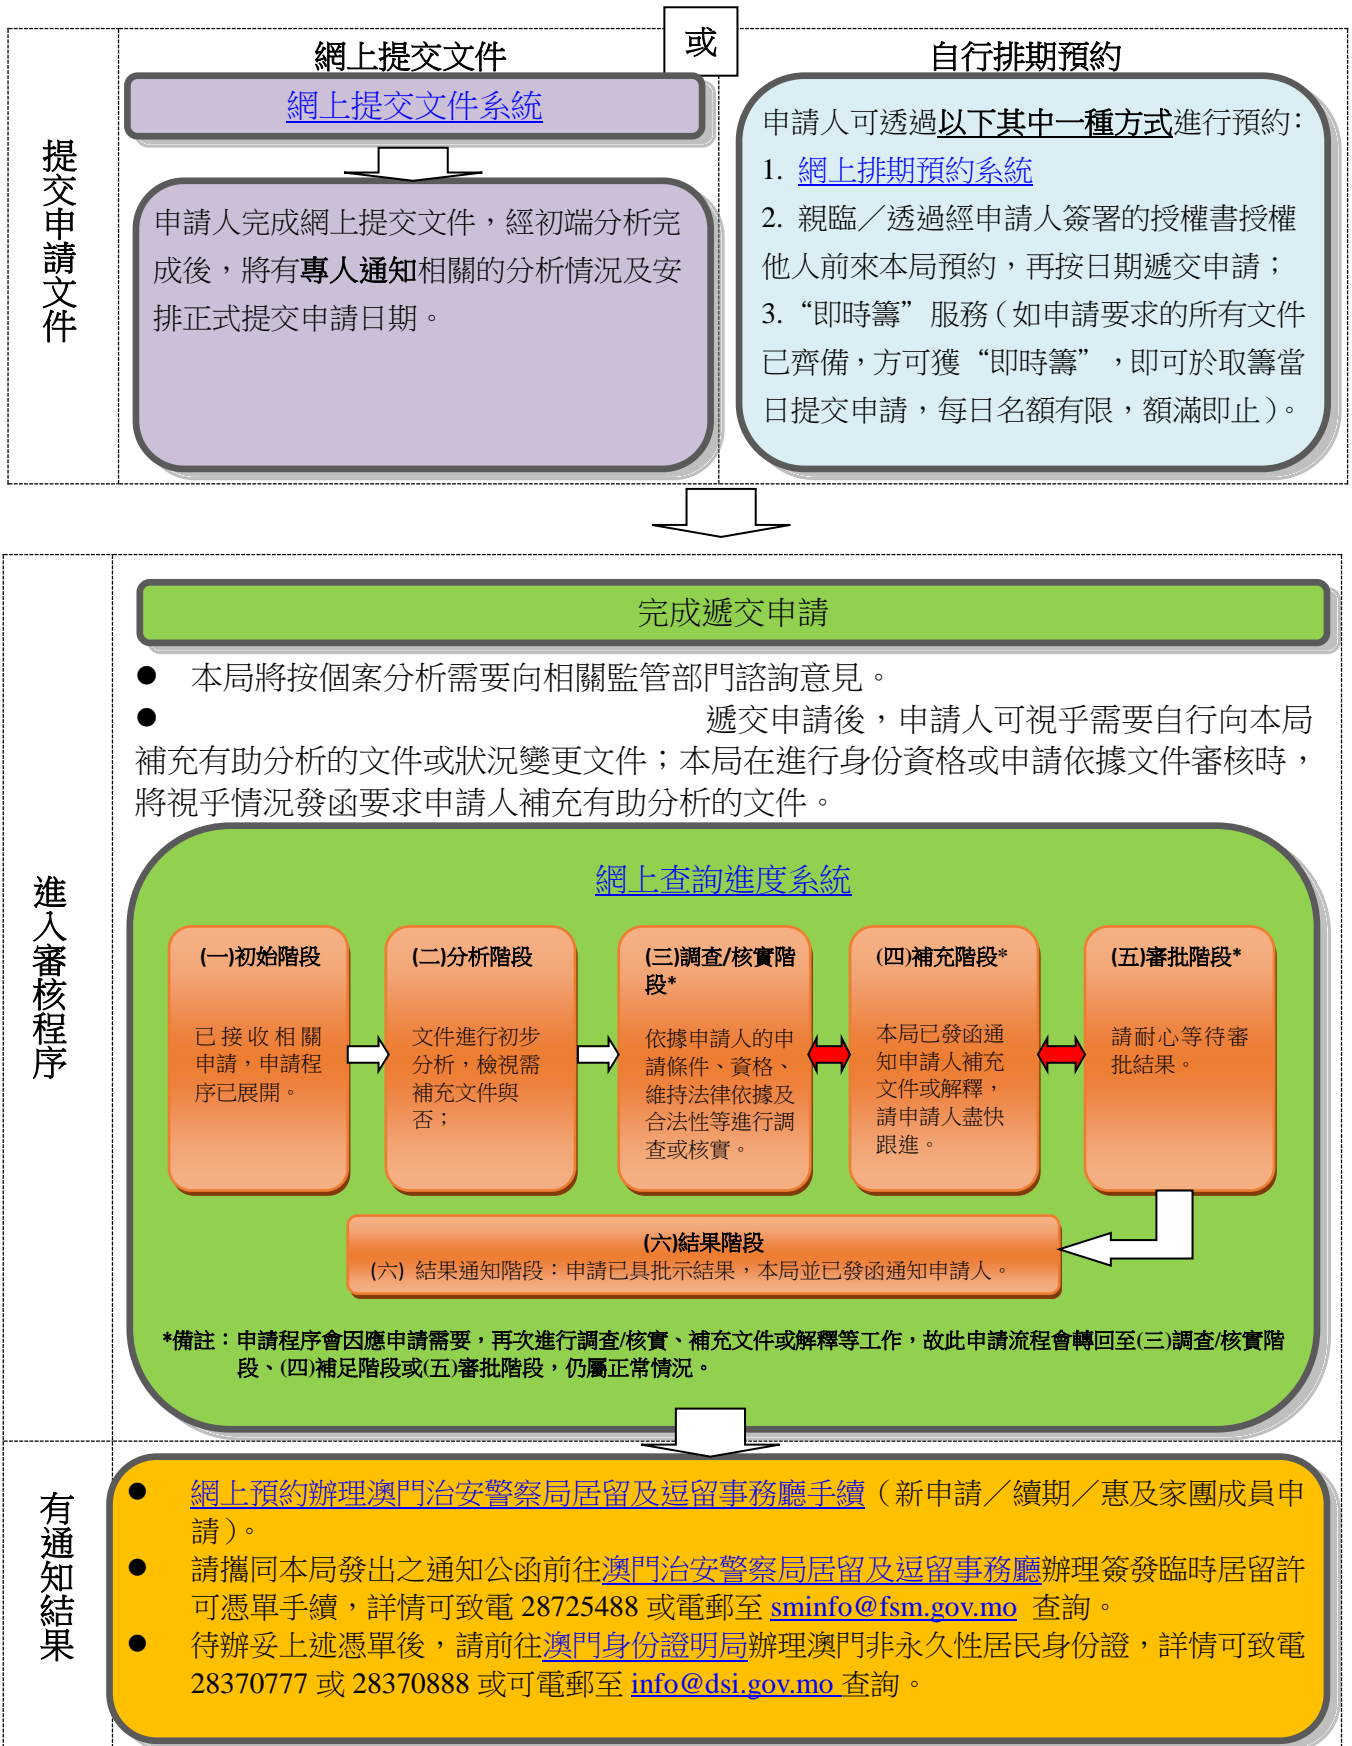 或
提交申請文件
網上提交文件
網上提交文件系統
申請人完成網上提交文件，經初端分析完
成後，將有專人通知相關的分析情況及安
排正式提交申請日期。
自行排期預約
申請人可透過以下其中一種方式進行預約：
1. 網上排期預約系統
2. 親臨／透過經申請人簽署的授權書授權
他人前來本局預約，再按日期遞交申請；
3. “即時籌”服務（如申請要求的所有文件
已齊備，方可獲“即時籌”，即可於取籌當
日提交申請，每日名額有限，額滿即止）。
進入審核程序
完成遞交申請
● 本局將按個案分析需要向相關監管部門諮詢意見。
● 遞交申請後，申請人可視乎需要自行向本局
補充有助分析的文件或狀況變更文件；本局在進行身份資格或申請依據文件審核時，
將視乎情況發函要求申請人補充有助分析的文件。
網上查詢進度系統
(一)初始階段
已接收相關
申請，申請程
序已展開。
(二)分析階段
文件進行初步
分析，檢視需
補充文件與
否；
(三)調查/核實階
段*
依據申請人的申
請條件、資格、
維持法律依據及
合法性等進行調
查或核實。
(四)補充階段*
本局已發函通
知申請人補充
文件或解釋，
請申請人盡快
跟進。
(五)審批階段*
請耐心等待審
批結果。
(六)結果階段
(六) 結果通知階段：申請已具批示結果，本局並已發函通知申請人。
*備註：申請程序會因應申請需要，再次進行調查/核實、補充文件或解釋等工作，故此申請流程會轉回至(三)調查/核實階
段、(四)補足階段或(五)審批階段，仍屬正常情況。
有通知結果
● 網上預約辦理澳門治安警察局居留及逗留事務廳手續（新申請／續期／惠及家團成員申
請）。
● 請攜同本局發出之通知公函前往澳門治安警察局居留及逗留事務廳辦理簽發臨時居留許
可憑單手續，詳情可致電 28725488 或電郵至 sminfo@fsm.gov.mo 查詢。
● 待辦妥上述憑單後，請前往澳門身份證明局辦理澳門非永久性居民身份證，詳情可致電
28370777 或 28370888 或可電郵至 info@dsi.gov.mo 查詢。